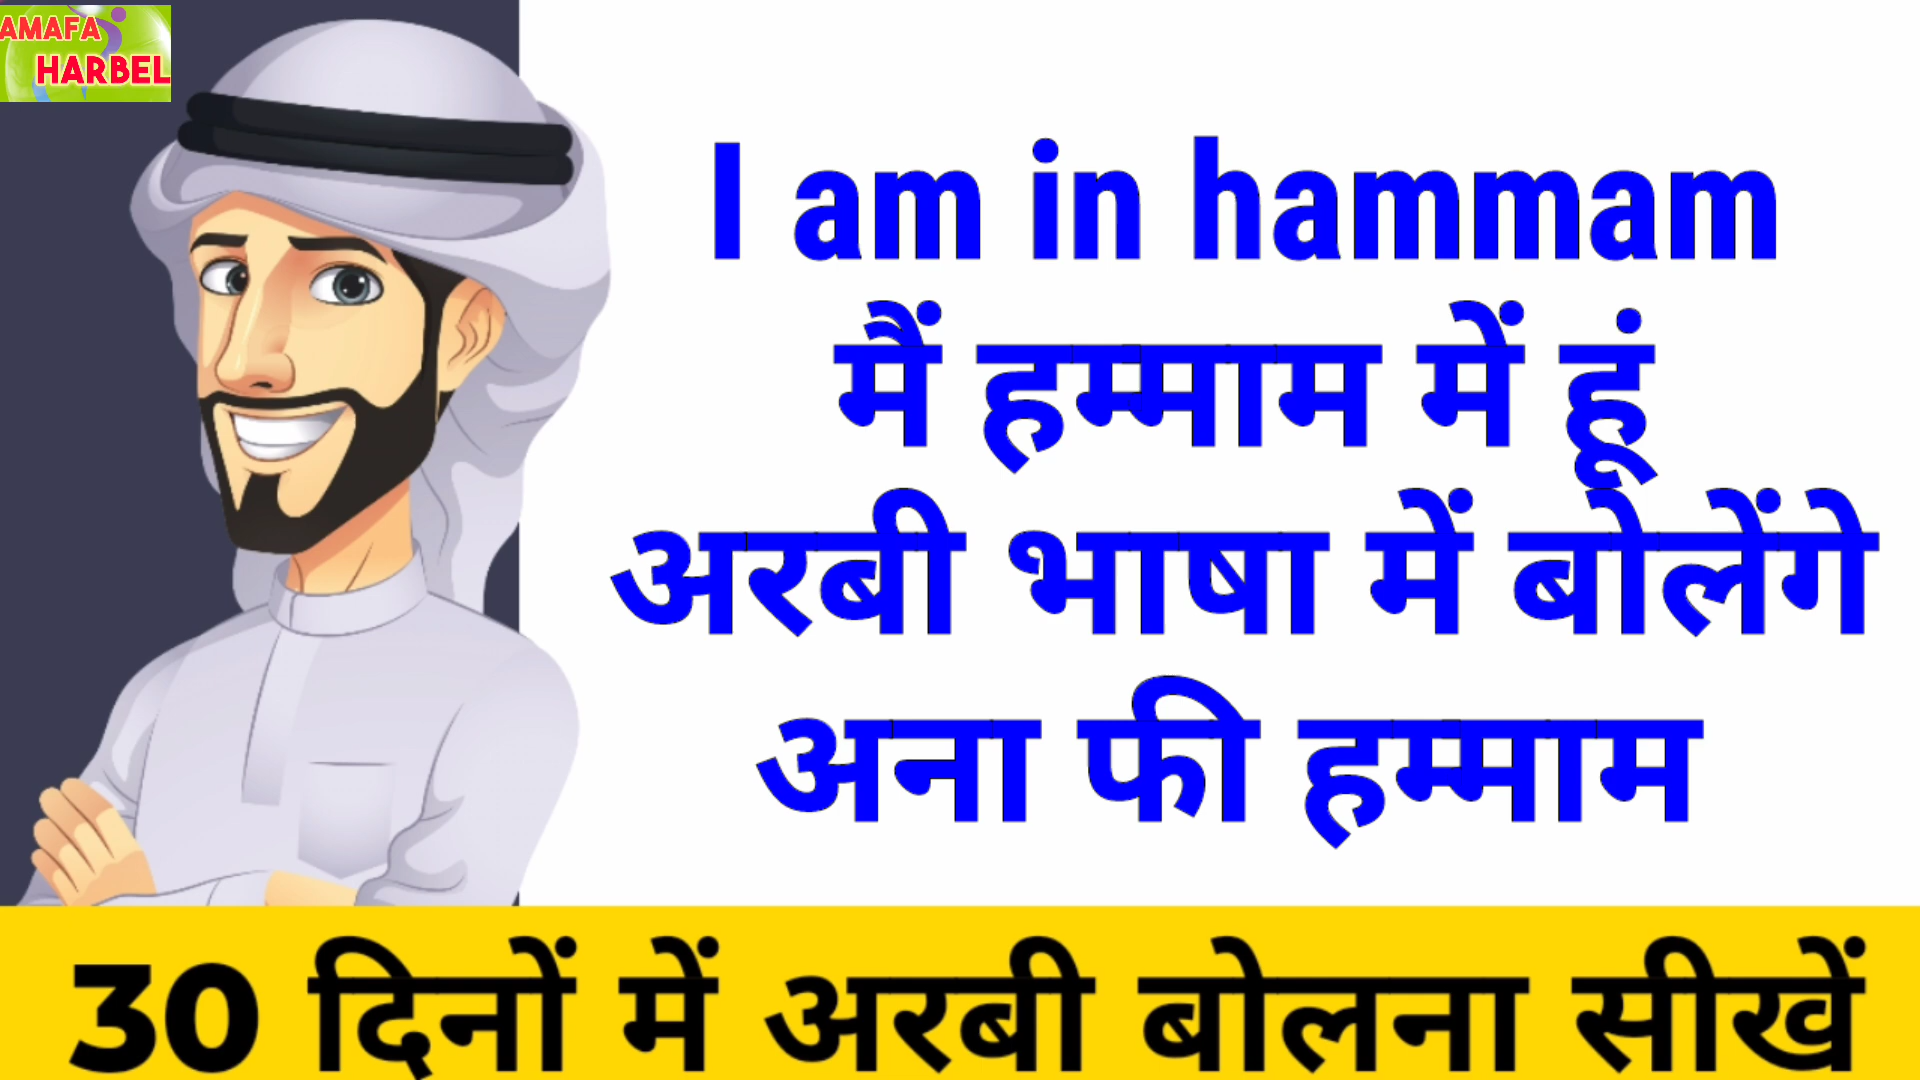 AMAFA
HARBEL
I am in hammam
मैं हम्माम में हूं
अरबी भाषा में बोलेंगे
अना फी हम्माम
30 दिनों में अरबी बोलना सीखें